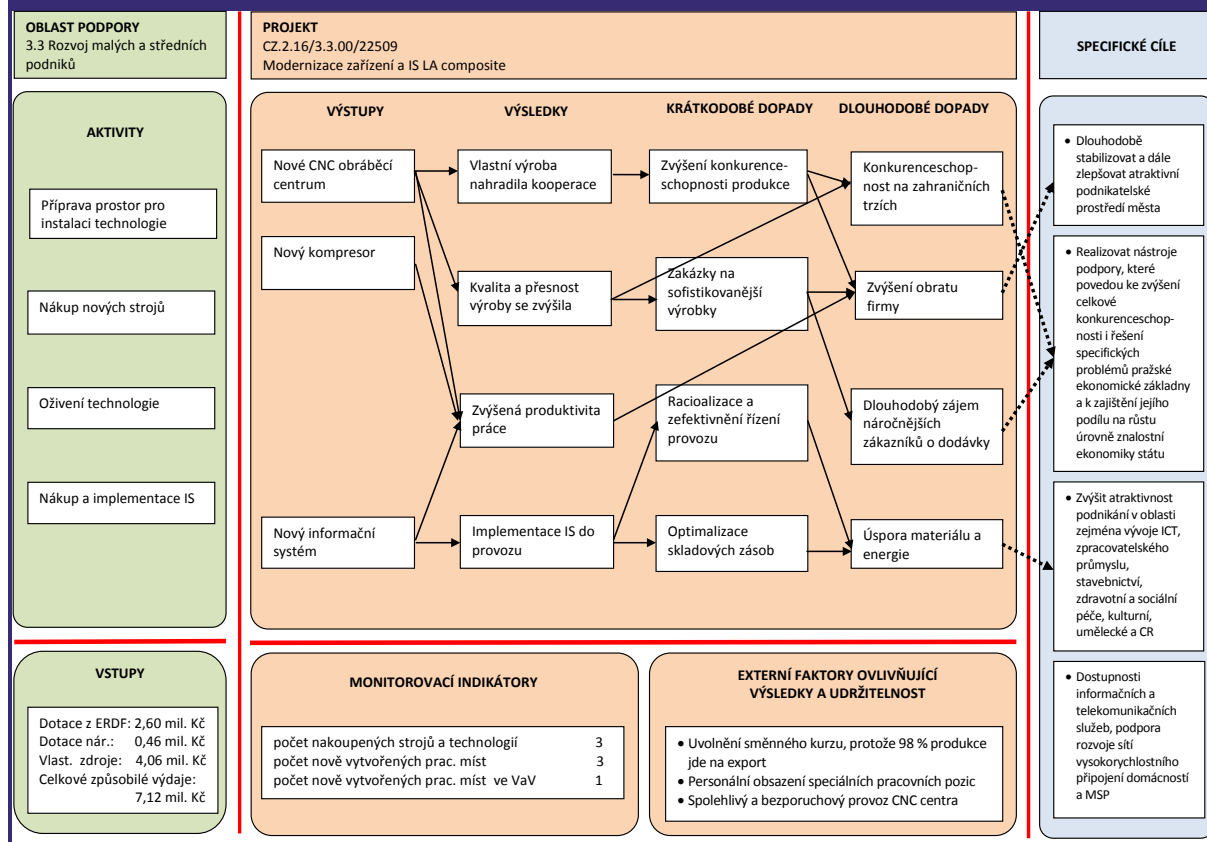 OBLAST PODPORY
3.3 Rozvoj malých a středních
podniků
PROJEKT
CZ.2.16/3.3.00/22509
Modernizace zařízení a IS LA composite
SPECIFICKÉ CÍLE
AKTIVITY
Příprava prostor pro
instalaci technologie
Nákup nových strojů
Oživení technologie
Nákup a implementace IS
VÝSTUPY
Nové CNC obráběcí
centrum
Nový kompresor
Nový informační
systém
VÝSLEDKY
Vlastní výroba
nahradila kooperace
Kvalita a přesnost
výroby se zvýšila
Zvýšená produktivita
práce
Implementace IS do
provozu
KRÁTKODOBÉ DOPADY
Zvýšení konkurence-
schopnosti produkce
Zakázky na
sofistikovanější
výrobky
Racioalizace a
zefektivnění řízení
provozu
Optimalizace
skladových zásob
DLOUHODOBÉ DOPADY
Konkurenceschop-
nost na zahraničních
trzích
Zvýšení obratu
firmy
Dlouhodobý zájem
náročnějších
zákazníků o dodávky
Úspora materiálu a
energie
• Dlouhodobě
stabilizovat a dále
zlepšovat atraktivní
podnikatelské
prostředí města
• Realizovat nástroje
podpory, které
povedou ke zvýšení
celkové
konkurenceschop-
nosti i řešení
specifických
problémů pražské
ekonomické základny
a k zajištění jejího
podílu na růstu
úrovně znalostní
ekonomiky státu
• Zvýšit atraktivnost
podnikání v oblasti
zejména vývoje ICT,
zpracovatelského
průmyslu,
stavebnictví,
zdravotní a sociální
péče, kulturní,
umělecké a CR
• Dostupnosti
informačních a
telekomunikačních
služeb, podpora
rozvoje sítí
vysokorychlostního
připojení domácností
a MSP
VSTUPY
Dotace z ERDF: 2,60 mil. Kč
Dotace nár.: 0,46 mil. Kč
Vlast. zdroje: 4,06 mil. Kč
Celkové způsobilé výdaje:
7,12 mil. Kč
MONITOROVACÍ INDIKÁTORY
počet nakoupených strojů a technologií 3
počet nově vytvořených prac. míst 3
počet nově vytvořených prac. míst ve VaV 1
EXTERNÍ FAKTORY OVLIVŇUJÍCÍ
VÝSLEDKY A UDRŽITELNOST
• Uvolnění směnného kurzu, protože 98 % produkce
jde na export
• Personální obsazení speciálních pracovních pozic
• Spolehlivý a bezporuchový provoz CNC centra